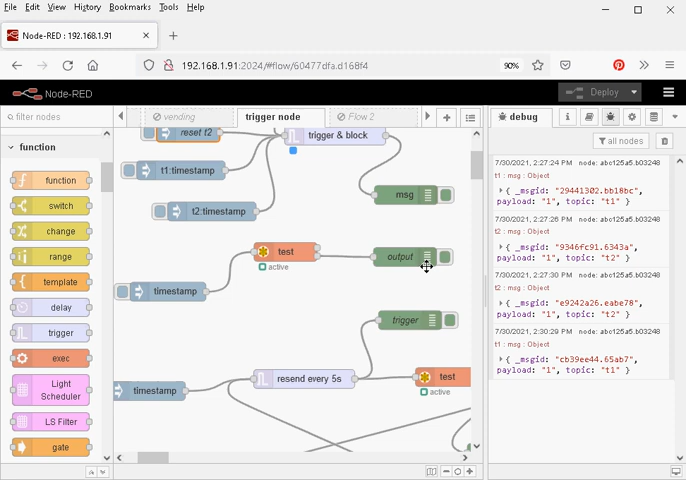 File Edit View History Bookmarks Tools Help
Node-RED : 192.168.1.91
192.168.1.91:2024/#flow/60477dfa.d168f4
90%
Node-RED
Deploy
filter nodes
vending
trigger node
Flow 2
debug
all nodes
function
function
switch
change
range
template
delay
trigger
exec
Light
Scheduler
LS Filter
gate
reset t2
trigger & block
t1:timestamp
msg
t2:timestamp
test
active
output
timestamp
trigger
timestamp
resend every 5s
test
active
7/30/2021, 2:27:24 PM node: abc125a5.b03248
t1 : msg : Object
{ _msgid: "29441302.bb18bc",
payload: "1", topic: "t1" }
7/30/2021, 2:27:26 PM node: abc125a5.b03248
t2 : msg : Object
{ _msgid: "9346fc91.6343a",
payload: "1", topic: "t2" }
7/30/2021, 2:27:30 PM node: abc125a5.b03248
t2 : msg : Object
{ _msgid: "e9242a26.eabe78",
payload: "1", topic: "t2" }
7/30/2021, 2:30:29 PM node: abc125a5.b03248
t1 : msg : Object
{ _msgid: "cb39ee44.65ab7",
payload: "1", topic: "t1" }